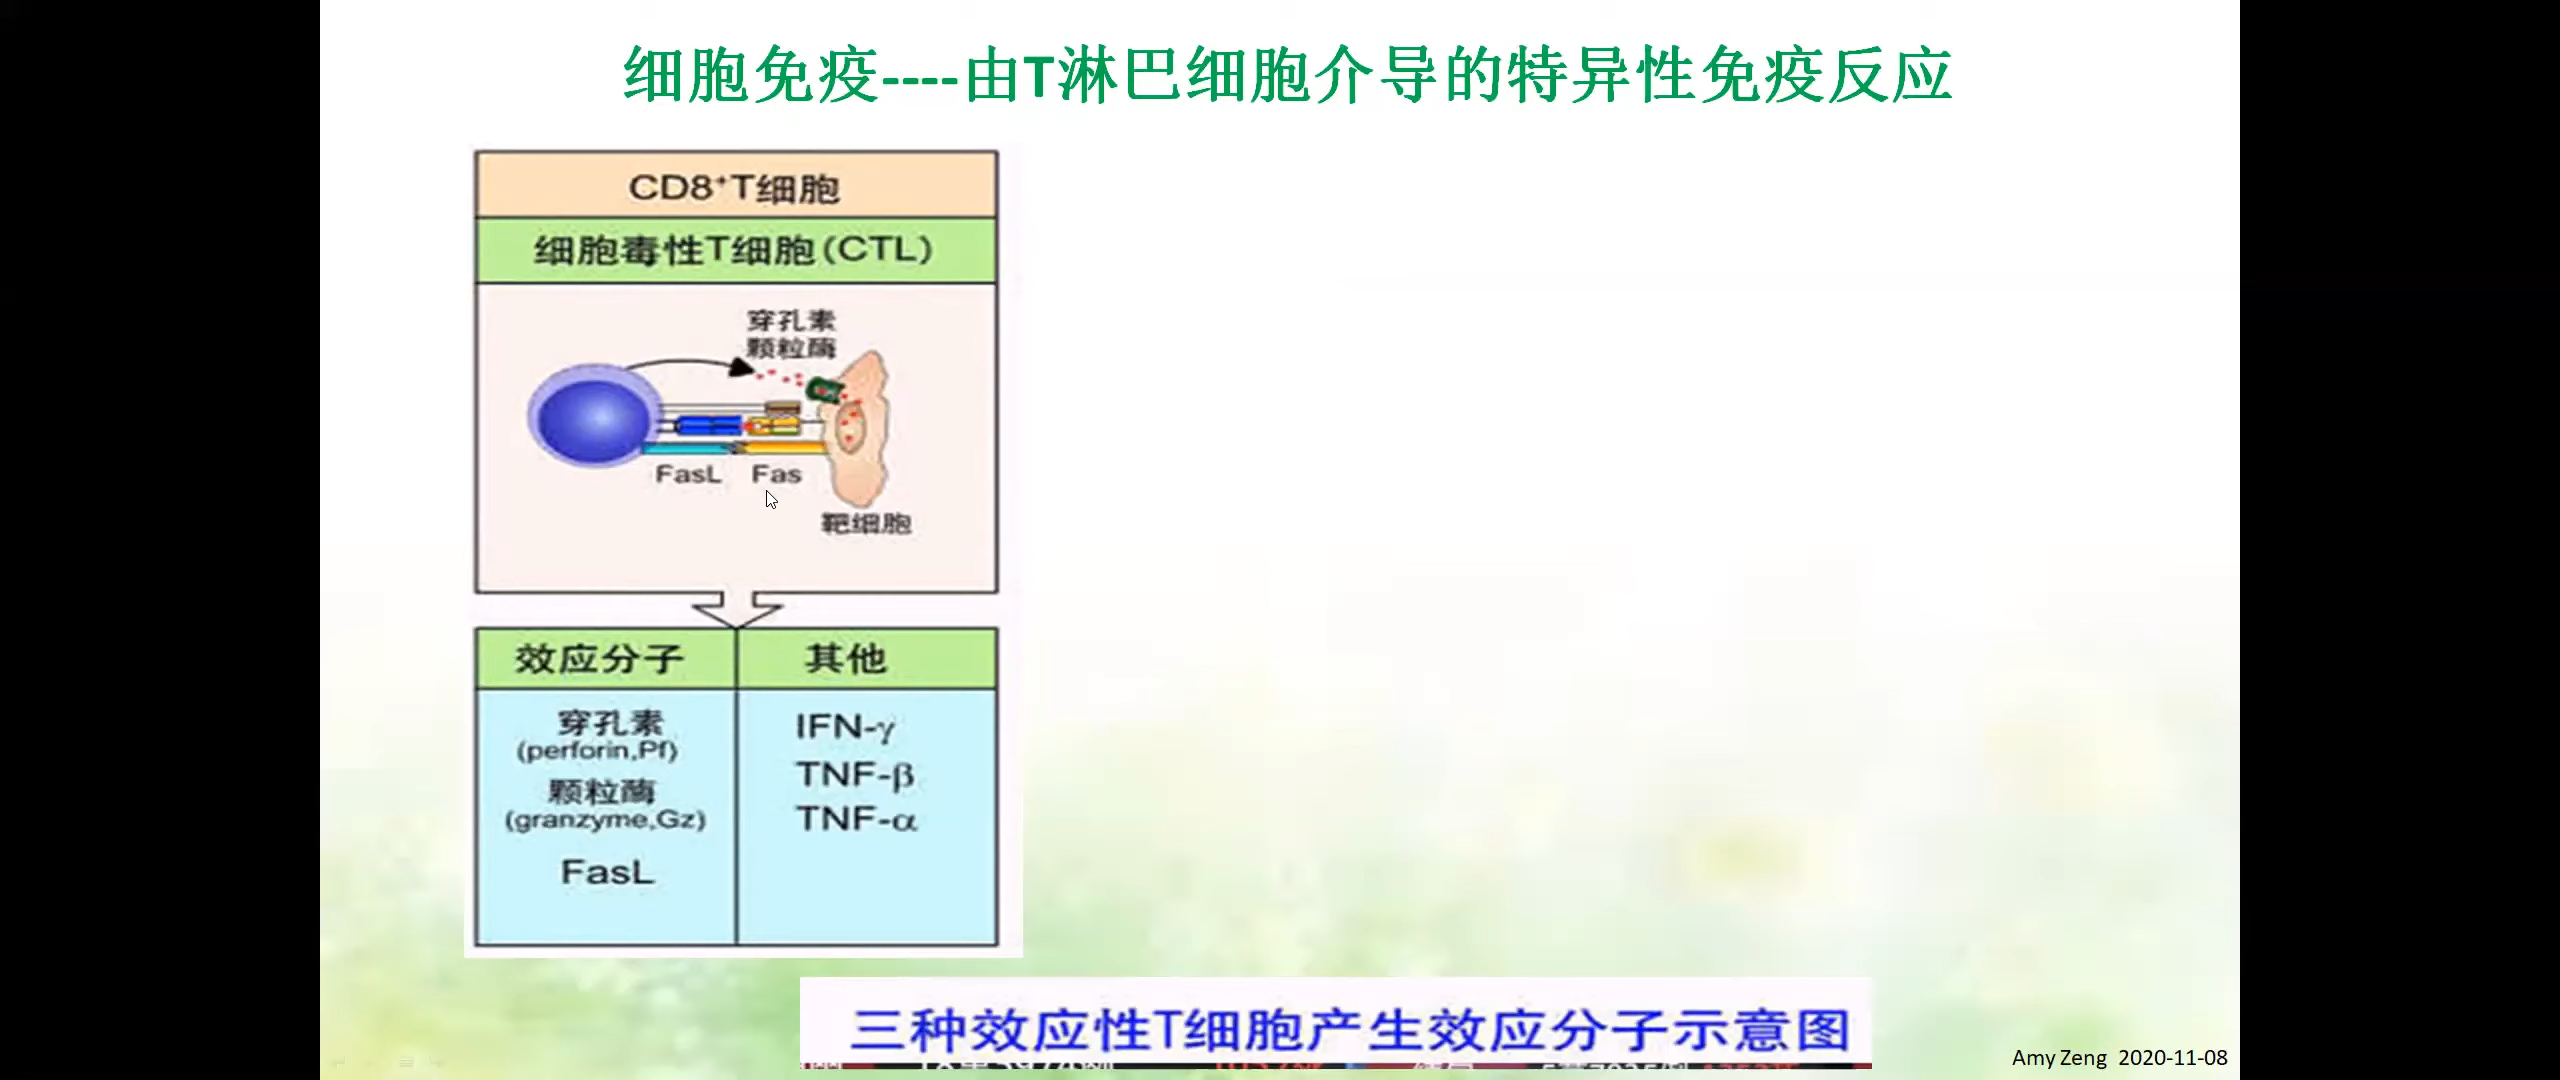 细胞免疫----由T淋巴细胞介导的特异性免疫反应
CD8⁺T细胞
细胞毒性T细胞(CTL)
穿孔素
颗粒酶
FasL Fas
靶细胞
效应分子 其他
穿孔素
(perforin,Pf)
颗粒酶
(granzyme,Gz)
FasL
IFN-γ
TNF-β
TNF-α
三种效应性T细胞产生效应分子示意图
Amy Zeng 2020-11-08